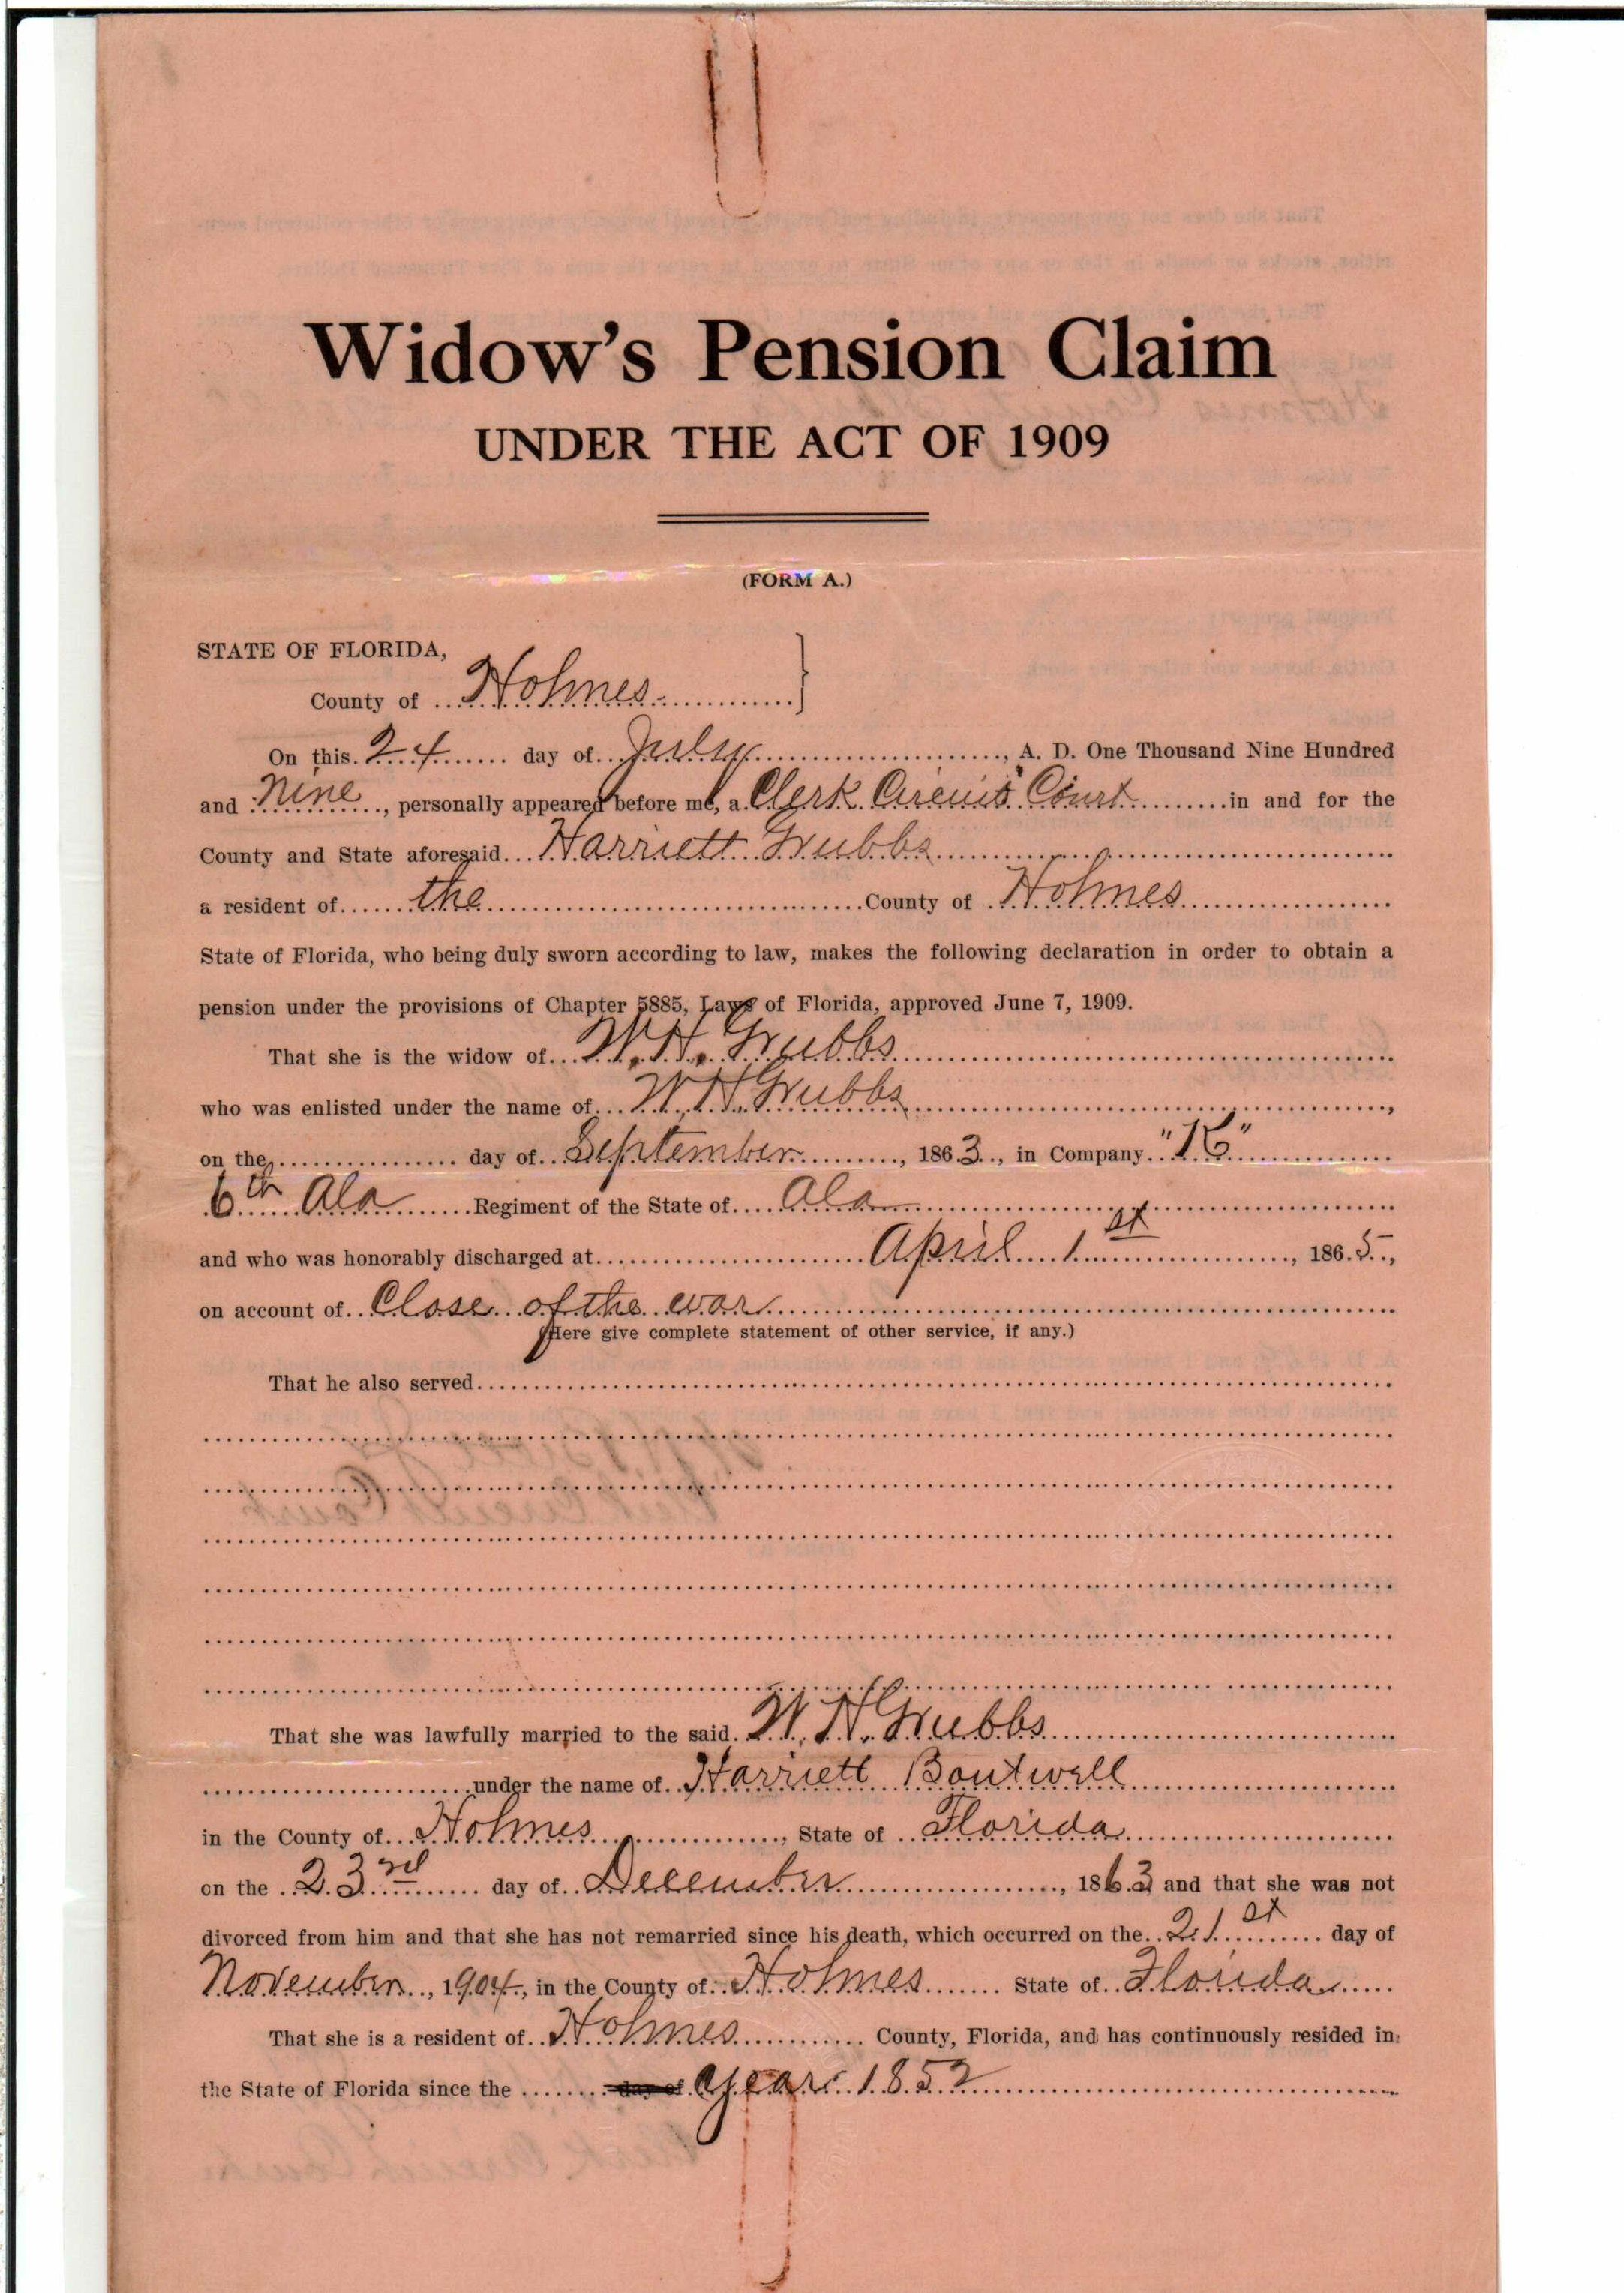 Widow's Pension Claim
UNDER THE ACT OF 1909
(FORM A.)
STATE OF FLORIDA,
County of Holmes
On this 24 day of July, A. D. One Thousand Nine Hundred
and nine, personally appeared before me, a Clerk Circuit Court in and for the
County and State aforesaid Harriett Grubbs
a resident of the County of Holmes
State of Florida, who being duly sworn according to law, makes the following declaration in order to obtain a
pension under the provisions of Chapter 5885, Laws of Florida, approved June 7, 1909.
That she is the widow of W. H. Grubbs
who was enlisted under the name of W. H. Grubbs,
on the day of September, 1863, in Company "K"
6th Ala Regiment of the State of Ala
and who was honorably discharged at April 1st, 1865,
on account of Close of the war
(Here give complete statement of other service, if any.)
That he also served
That she was lawfully married to the said W. H. Grubbs
under the name of Harriett Boutwell
in the County of Holmes, State of Florida
on the 23rd day of December, 1863 and that she was not
divorced from him and that she has not remarried since his death, which occurred on the 21st day of
November, 1904, in the County of Holmes State of Florida
That she is a resident of Holmes County, Florida, and has continuously resided in
the State of Florida since the day of year 1852